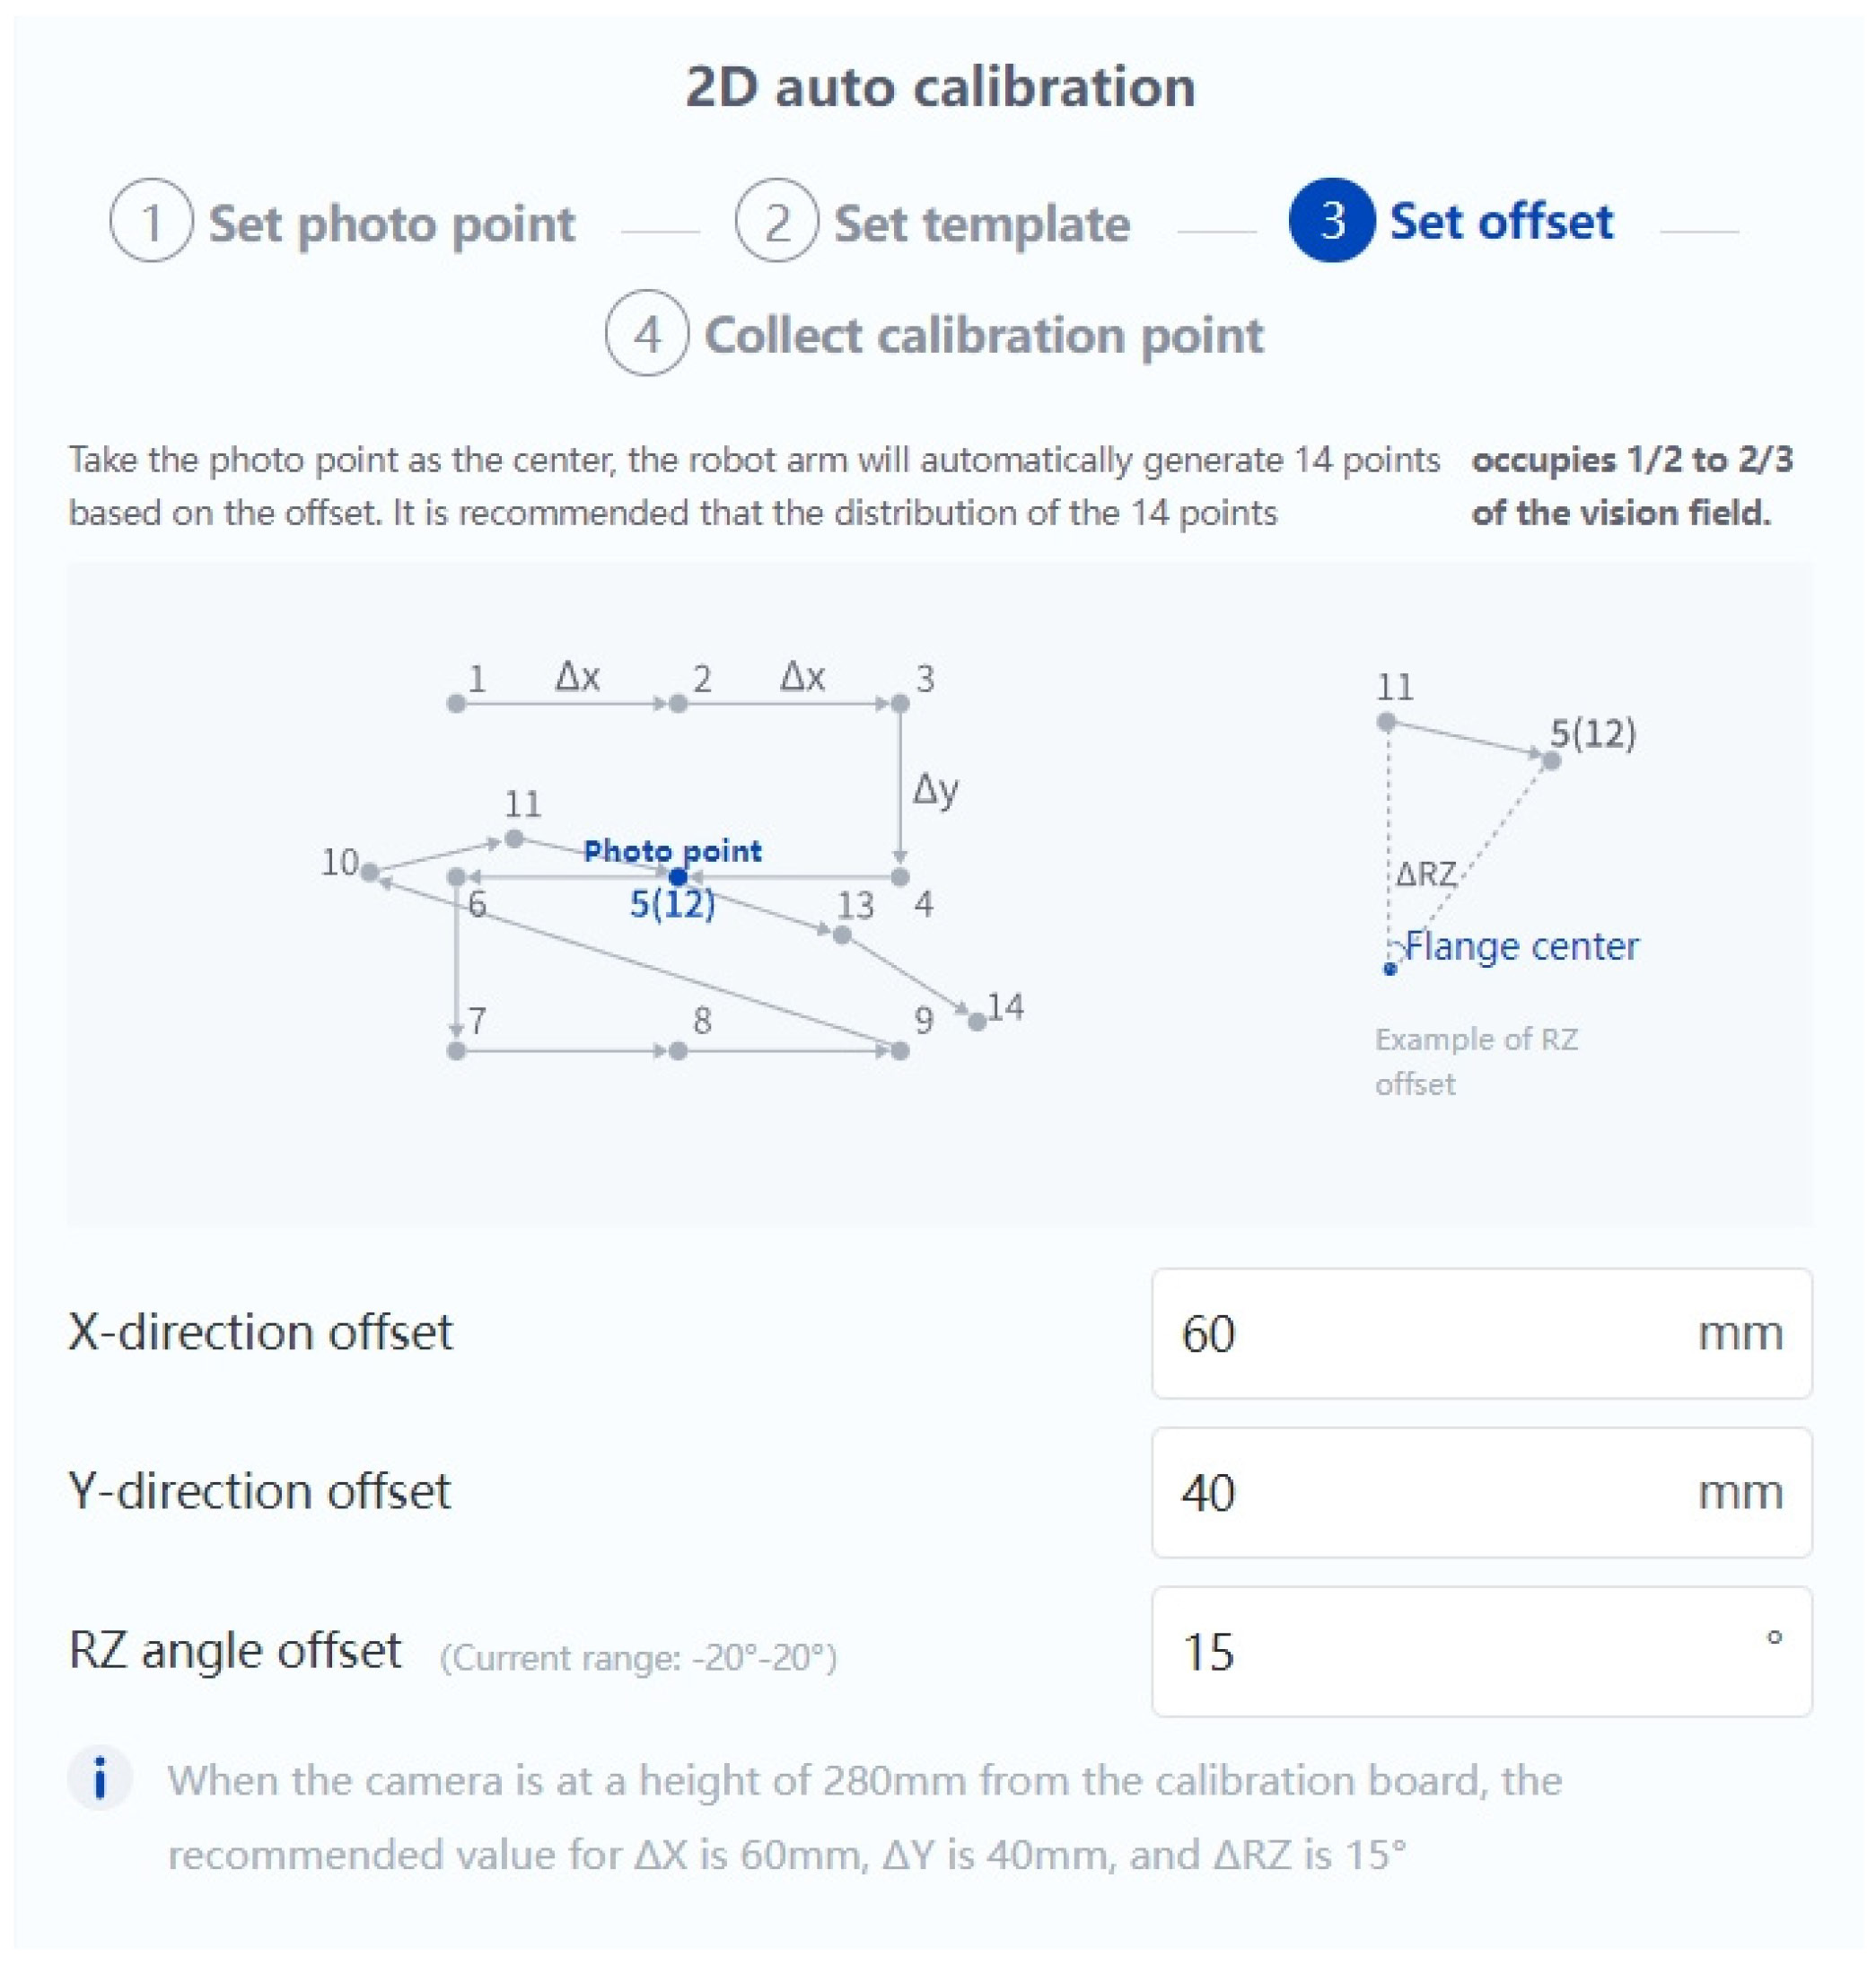 2D auto calibration
1 Set photo point
2 Set template
3 Set offset
4 Collect calibration point
Take the photo point as the center, the robot arm will automatically generate 14 points
based on the offset. It is recommended that the distribution of the 14 points
occupies 1/2 to 2/3
of the vision field.
1 Δx 2 Δx 3
Δy
11
10
Photo point
6 5(12) 13 4
7 8 9 14
11
5(12)
ΔRZ
Flange center
Example of RZ
offset
X-direction offset 60 mm
Y-direction offset 40 mm
RZ angle offset (Current range: -20°-20°) 15 °
i When the camera is at a height of 280mm from the calibration board, the
recommended value for ΔX is 60mm, ΔY is 40mm, and ΔRZ is 15°